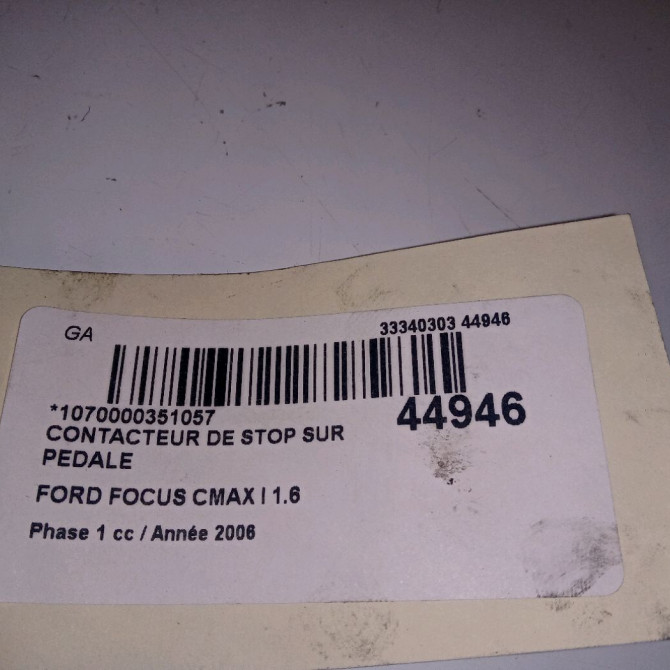 GA
33340303 44946
*1070000351057
44946
CONTACTEUR DE STOP SUR
PEDALE
FORD FOCUS CMAX I 1.6
Phase 1 cc / Année 2006